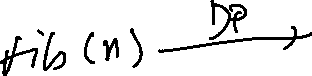 fib(n) DP →